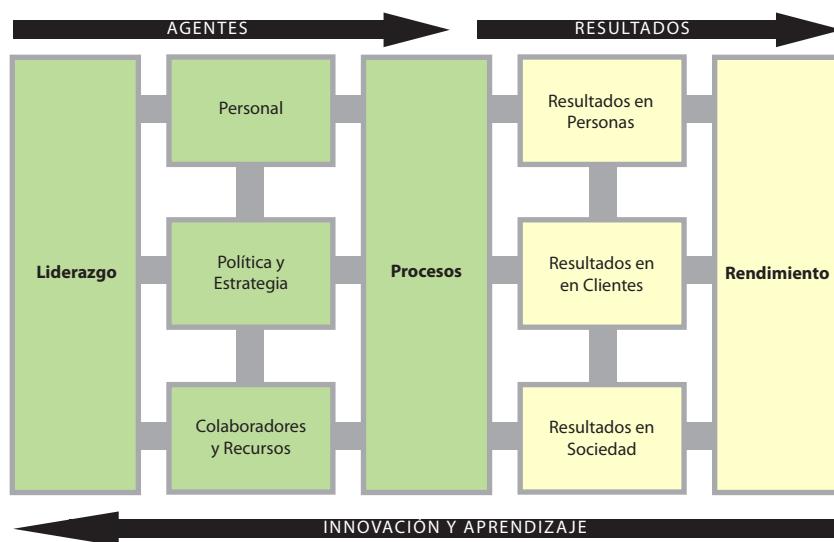 AGENTES
RESULTADOS
Liderazgo
Personal
Política y
Estrategia
Colaboradores
y Recursos
Procesos
Resultados en
Personas
Resultados en
en Clientes
Resultados en
Sociedad
Rendimiento
INNOVACIÓN Y APRENDIZAJE